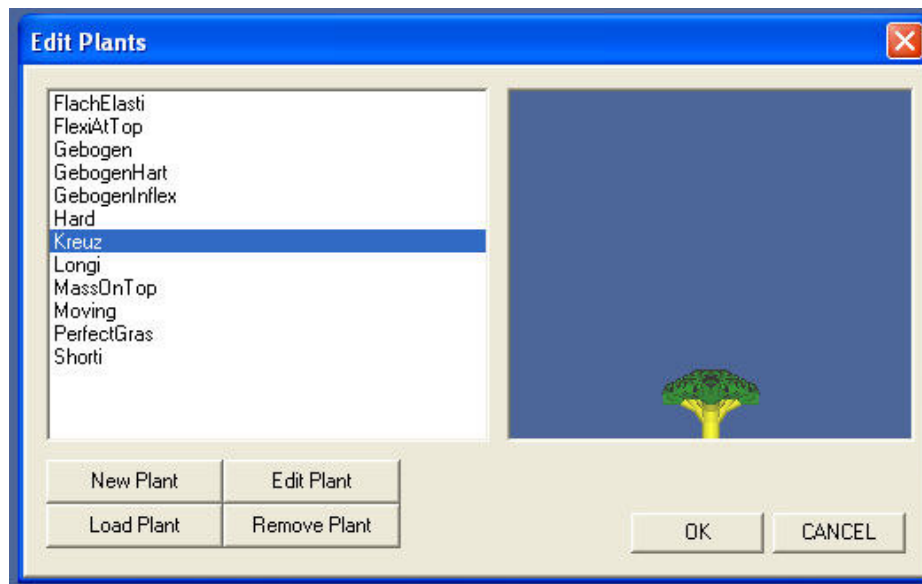 Edit Plants
FlachElasti
FlexiAtTop
Gebogen
GebogenHart
GebogenInflex
Hard
Kreuz
Longi
MassOnTop
Moving
PerfectGras
Shorti
New Plant
Edit Plant
Load Plant
Remove Plant
OK
CANCEL